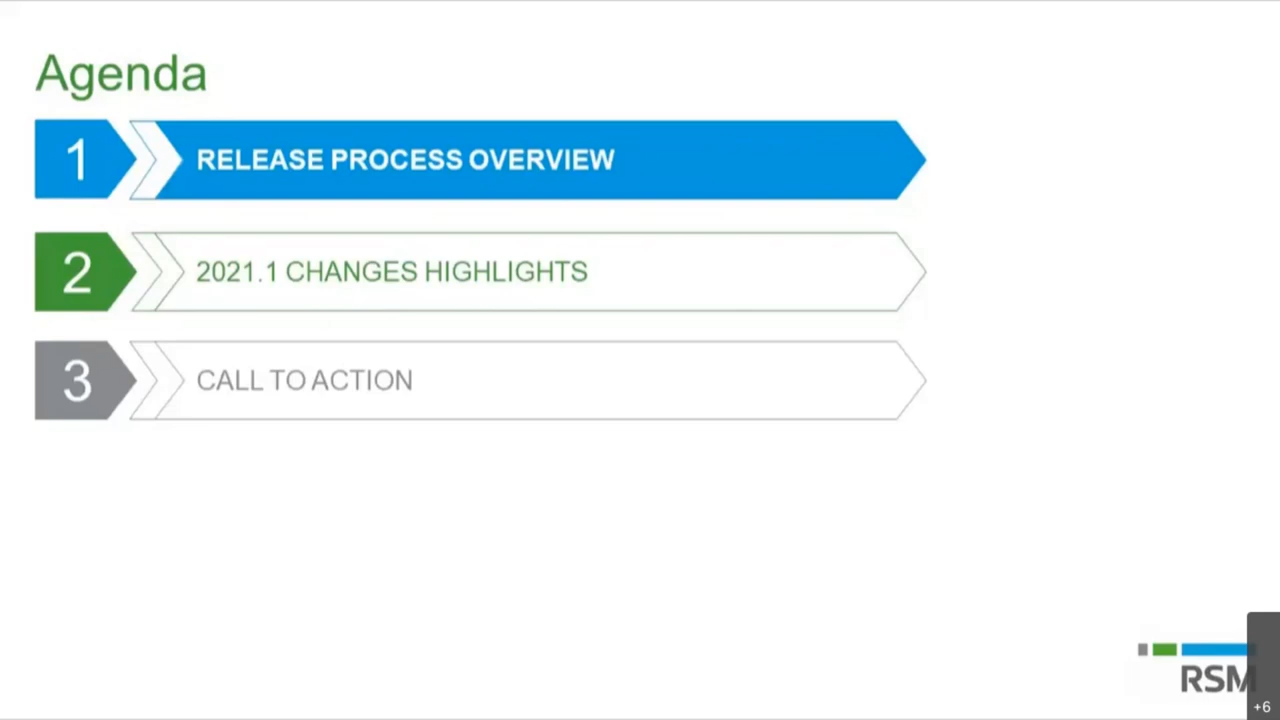 Agenda
1
RELEASE PROCESS OVERVIEW
2
2021.1 CHANGES HIGHLIGHTS
3
CALL TO ACTION
RSM
+6